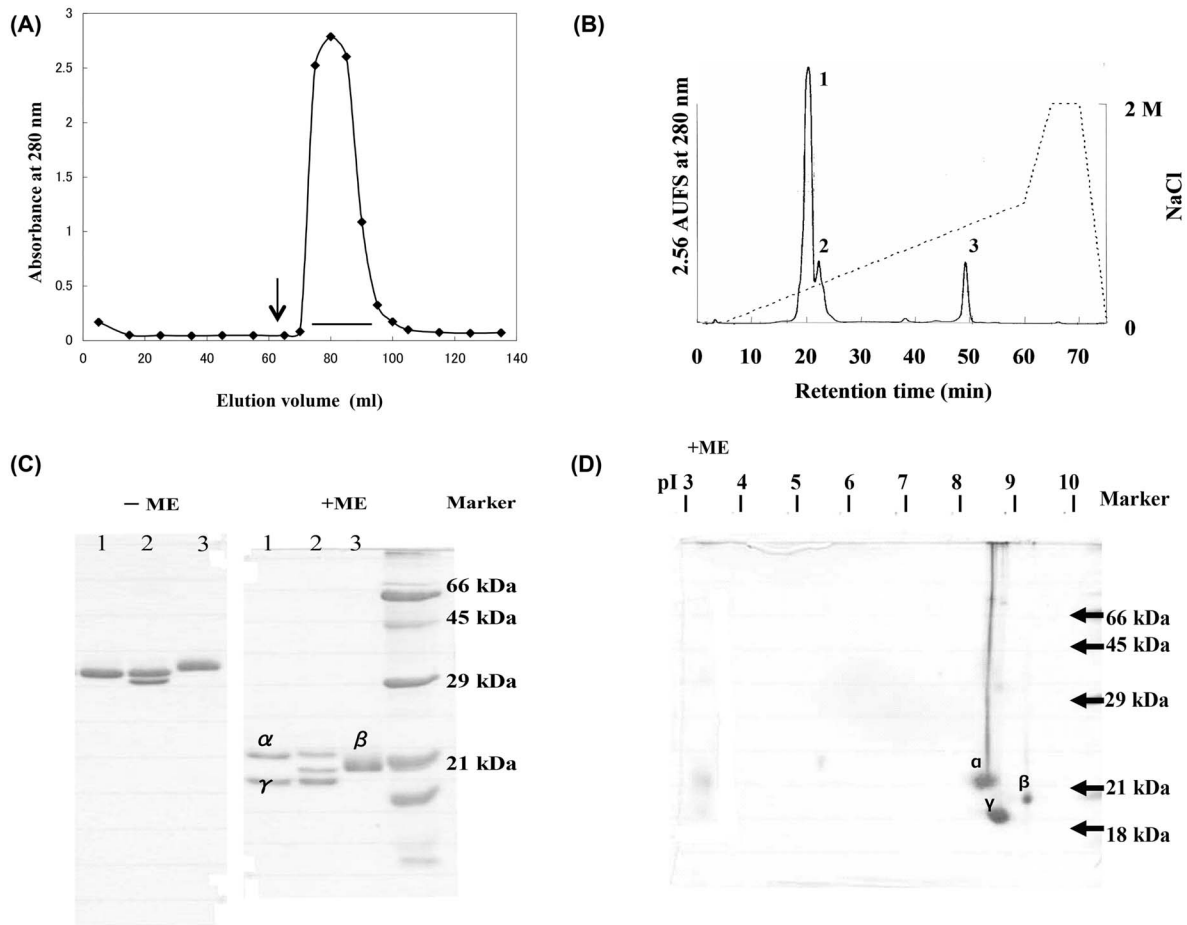 (A)
3
2.5
2
1.5
1
0.5
0
Absorbance at 280 nm
0 20 40 60 80 100 120 140
Elution volume (ml)
(B)
2.56 AUFS at 280 nm
1
2
3
2 M
NaCl
0
0 10 20 30 40 50 60 70
Retention time (min)
(C)
– ME +ME Marker
1 2 3 1 2 3
66 kDa
45 kDa
29 kDa
α β
21 kDa
γ
(D)
+ME
pI 3 4 5 6 7 8 9 10 Marker
66 kDa
45 kDa
29 kDa
α
21 kDa
β
γ
18 kDa